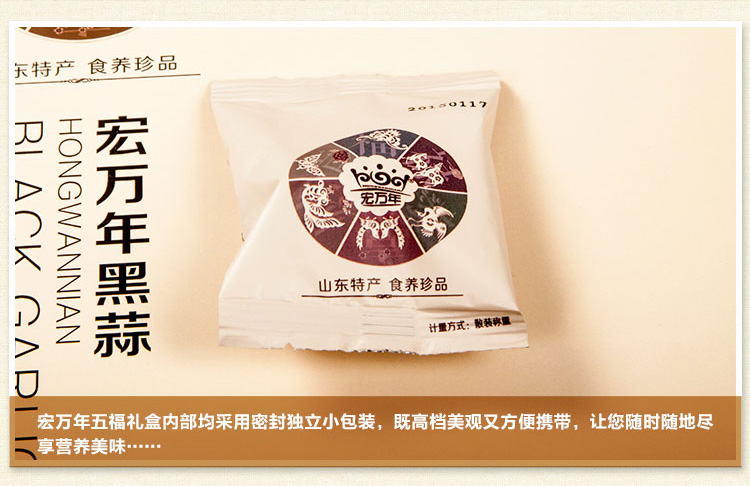 东特产 食养珍品
宏万年黑蒜
HONGWANNIAN
BLACK GARLIC
20150117
宏万年
山东特产 食养珍品
计量方式：散装称重
宏万年五福礼盒内部均采用密封独立小包装，既高档美观又方便携带，让您随时随地尽
享营养美味……